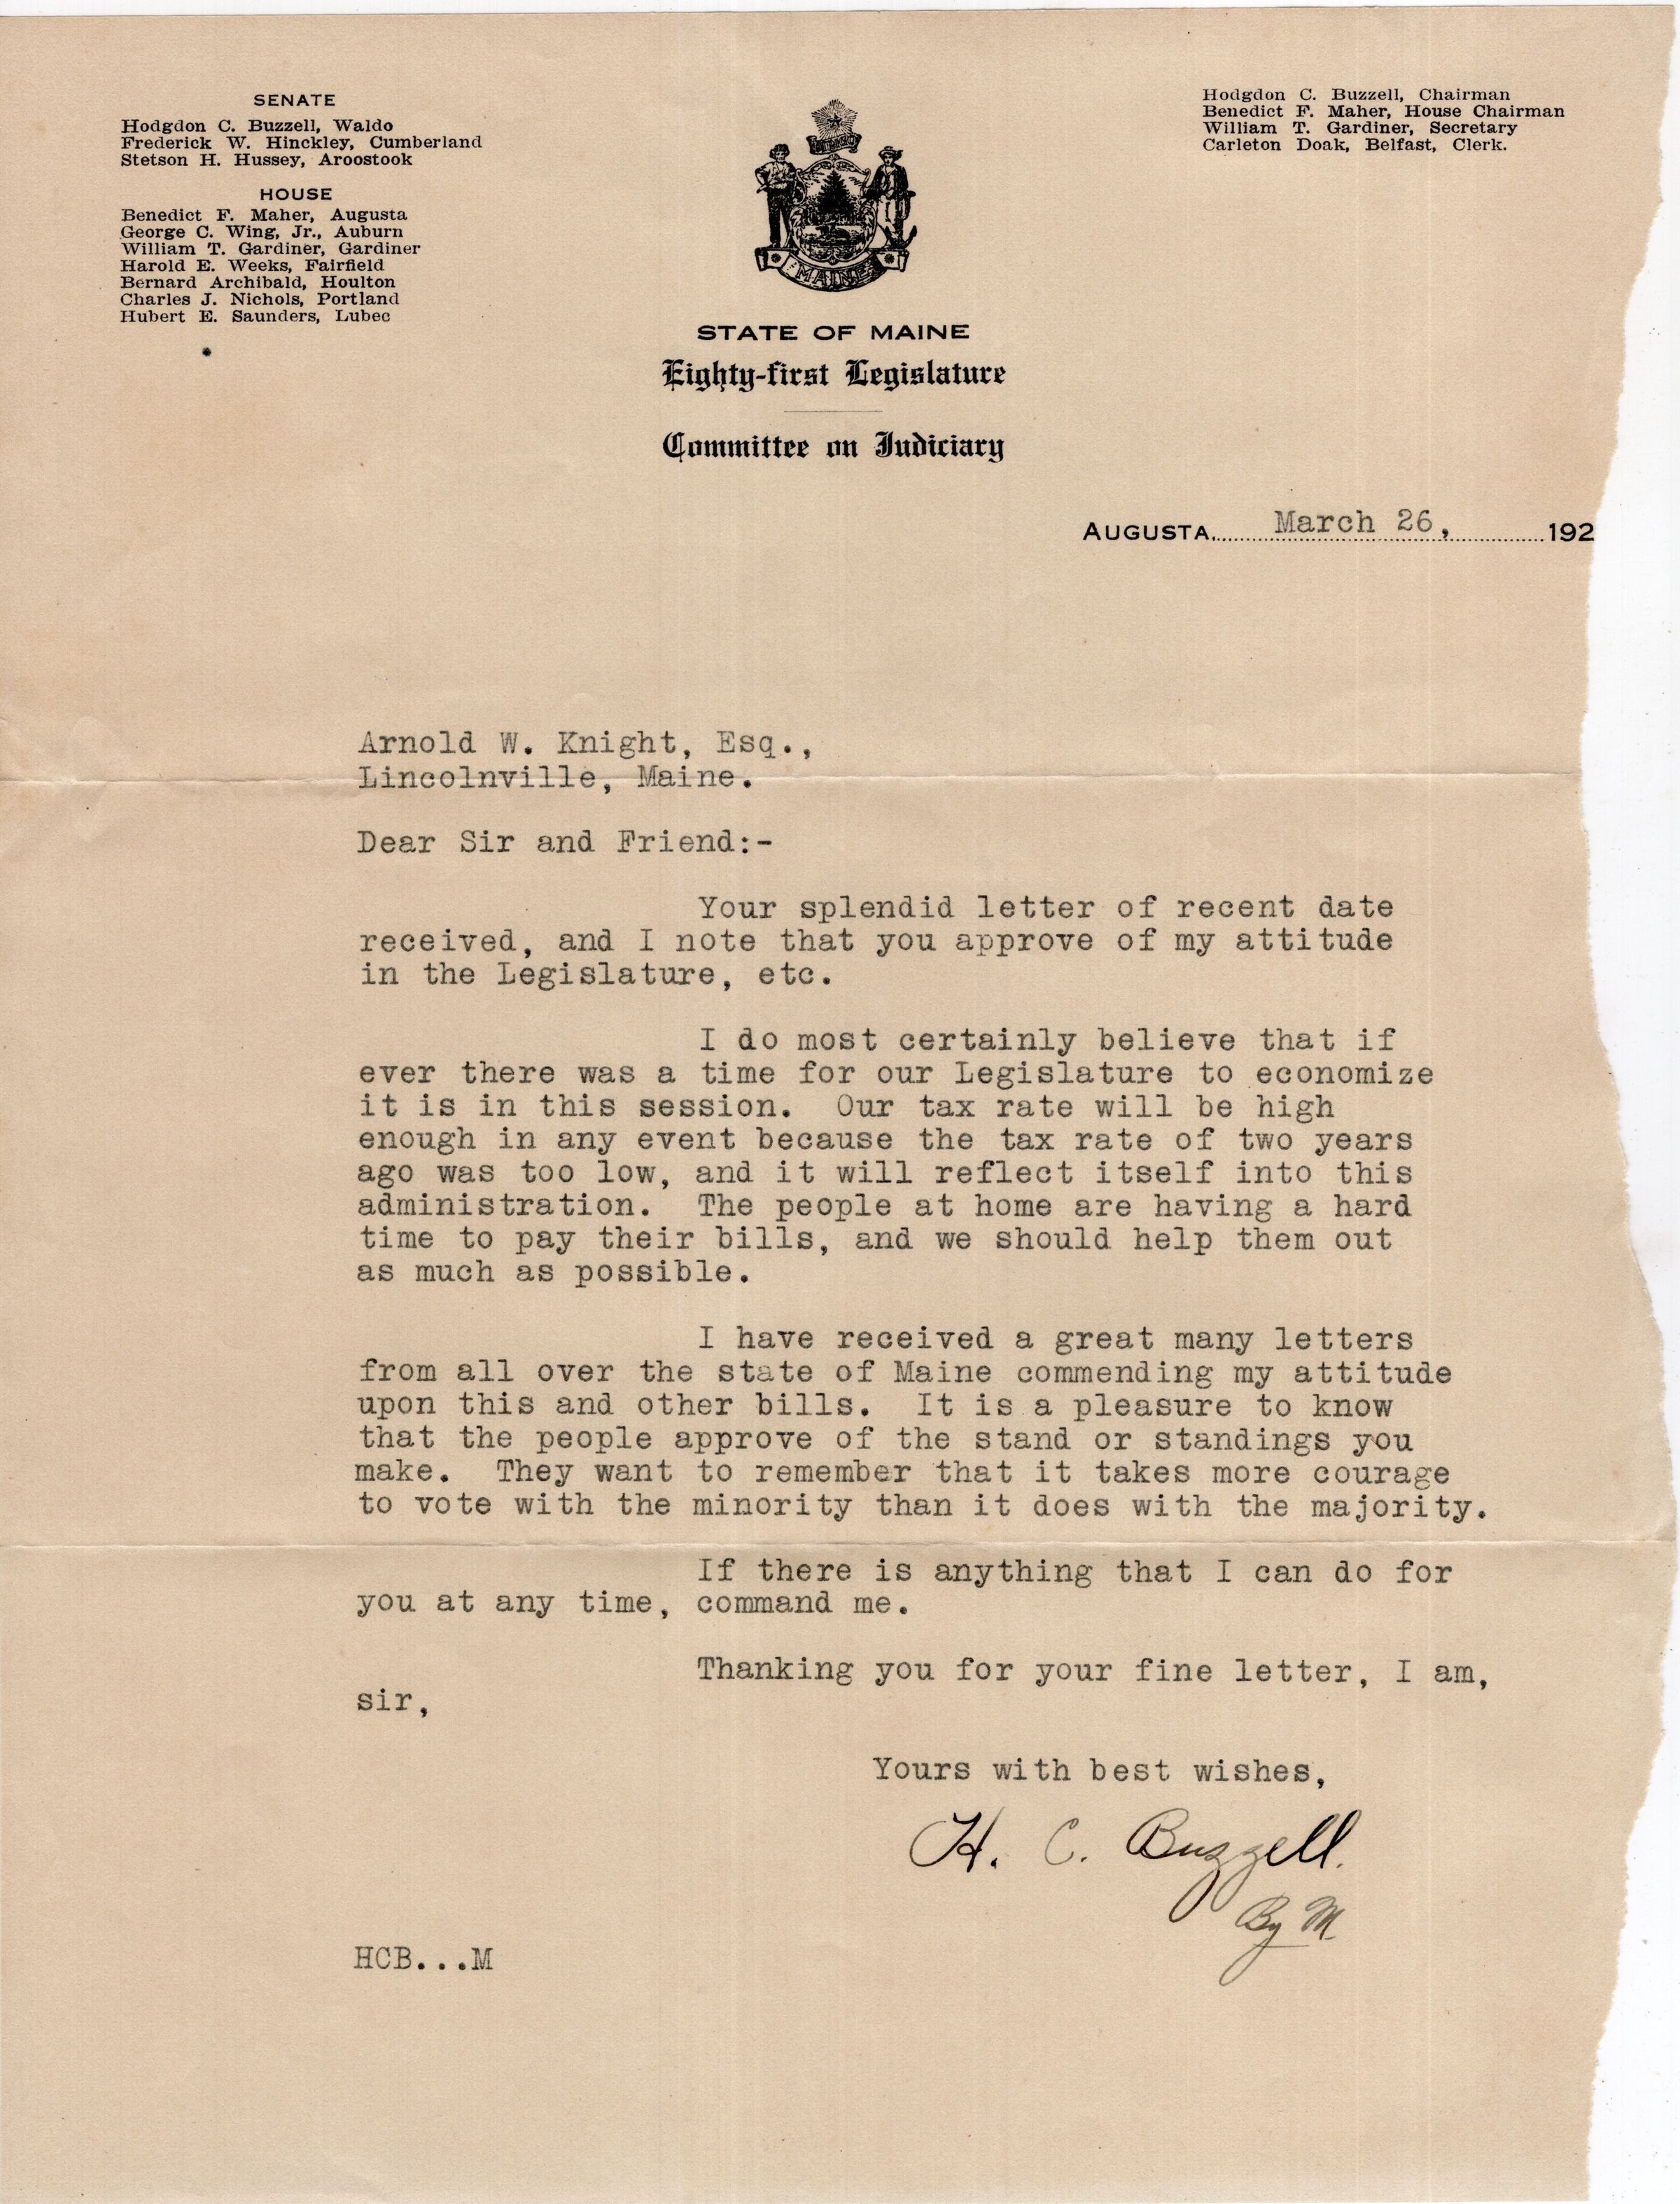 SENATE
Hodgdon C. Buzzell, Waldo
Frederick W. Hinckley, Cumberland
Stetson H. Hussey, Aroostook
HOUSE
Benedict F. Maher, Augusta
George C. Wing, Jr., Auburn
William T. Gardiner, Gardiner
Harold E. Weeks, Fairfield
Bernard Archibald, Houlton
Charles J. Nichols, Portland
Hubert E. Saunders, Lubec
Hodgdon C. Buzzell, Chairman
Benedict F. Maher, House Chairman
William T. Gardiner, Secretary
Carleton Doak, Belfast, Clerk.
MAINE
STATE OF MAINE
Eighty-first Legislature
Committee on Judiciary
AUGUSTA, March 26, 192
Arnold W. Knight, Esq.,
Lincolnville, Maine.
Dear Sir and Friend:-
Your splendid letter of recent date
received, and I note that you approve of my attitude
in the Legislature, etc.
I do most certainly believe that if
ever there was a time for our Legislature to economize
it is in this session. Our tax rate will be high
enough in any event because the tax rate of two years
ago was too low, and it will reflect itself into this
administration. The people at home are having a hard
time to pay their bills, and we should help them out
as much as possible.
I have received a great many letters
from all over the state of Maine commending my attitude
upon this and other bills. It is a pleasure to know
that the people approve of the stand or standings you
make. They want to remember that it takes more courage
to vote with the minority than it does with the majority.
If there is anything that I can do for
you at any time, command me.
Thanking you for your fine letter, I am,
sir,
Yours with best wishes,
H. C. Buzzell.
By M
HCB...M